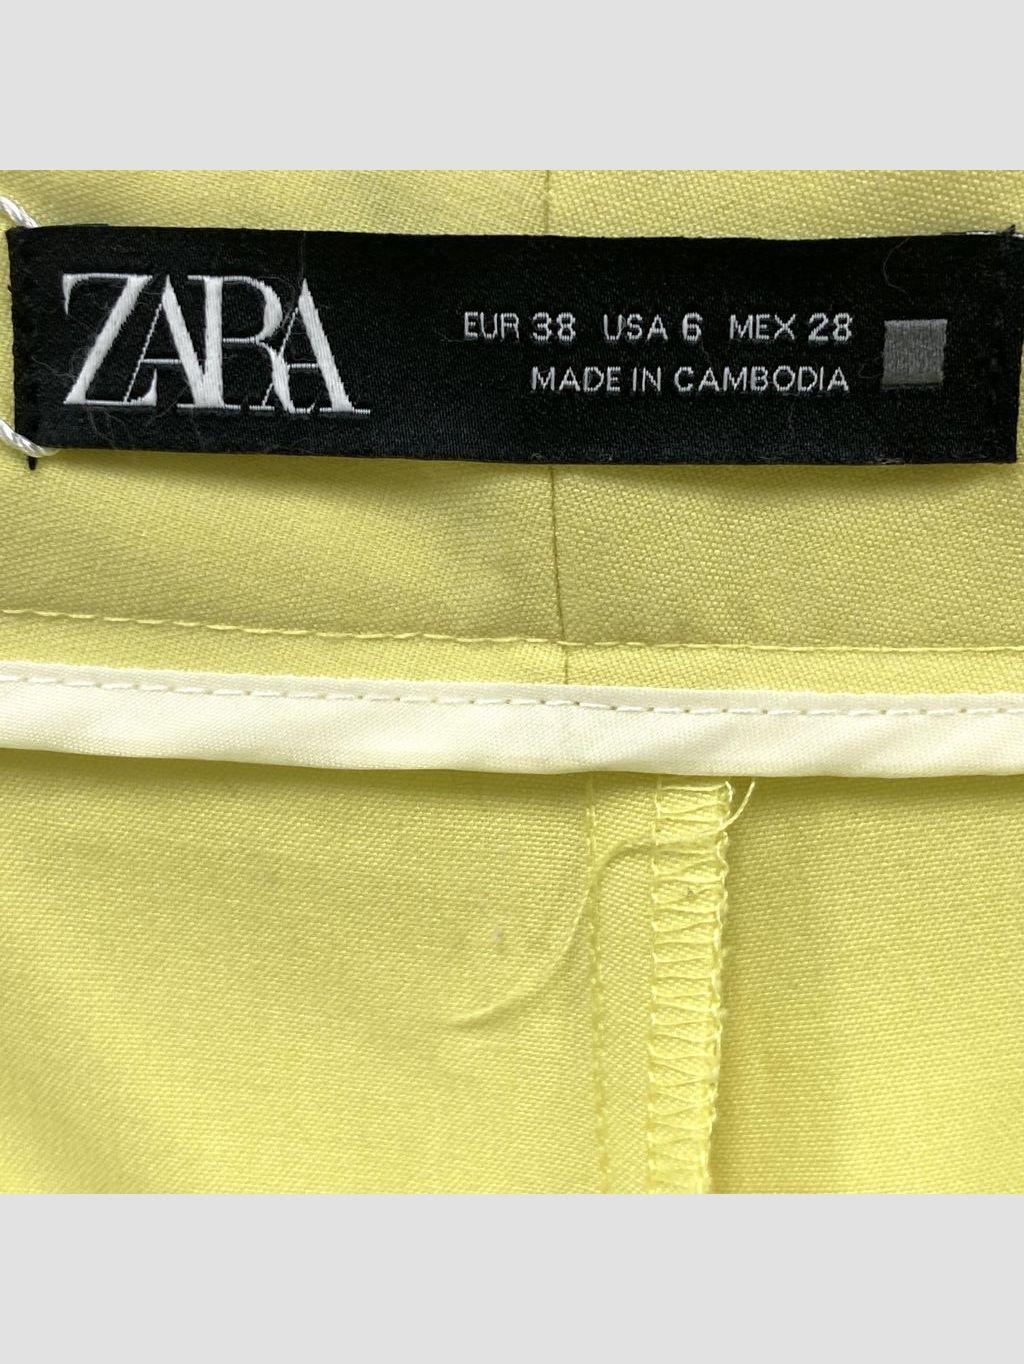 ZARA
EUR 38 USA 6 MEX 28
MADE IN CAMBODIA